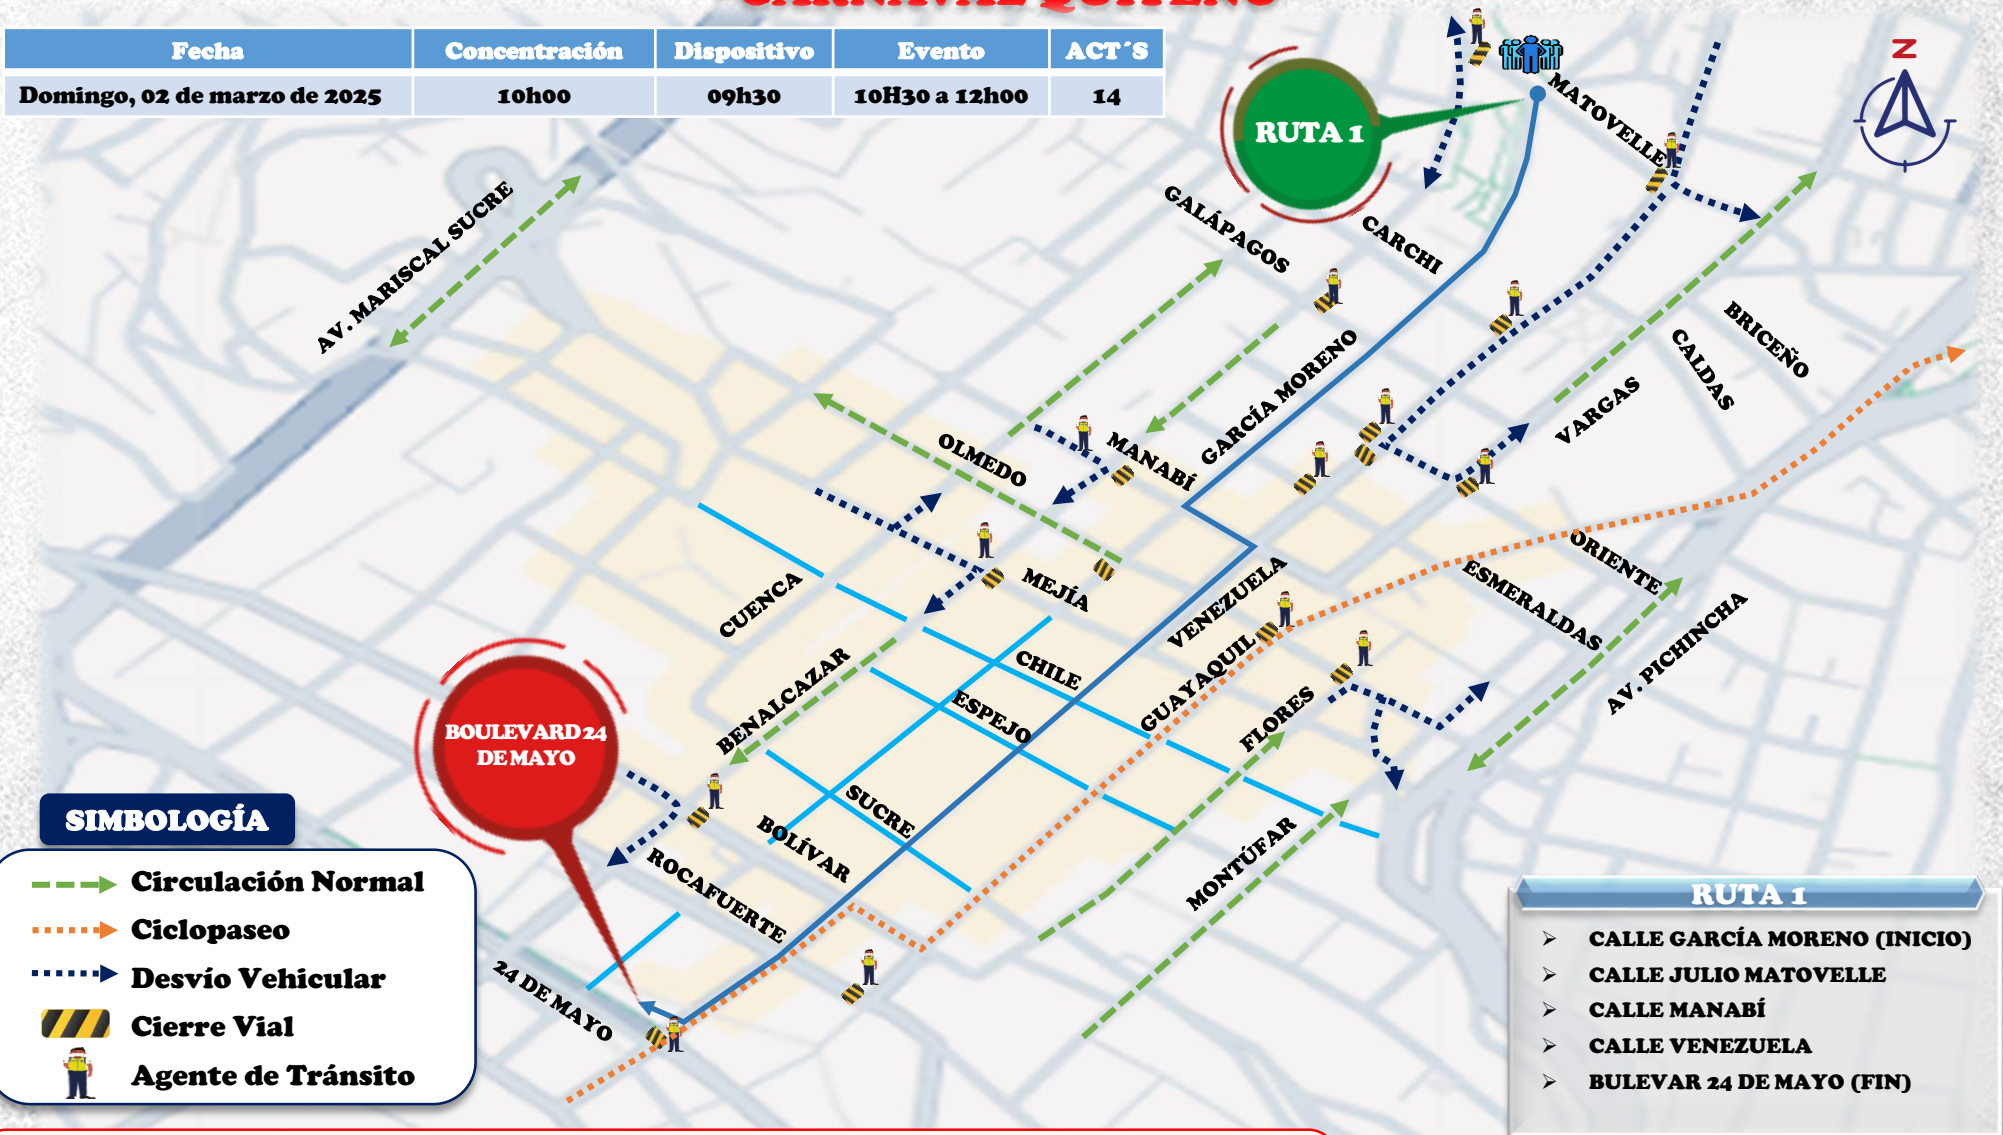 CARNAVAL QUITEÑO
Fecha Concentración Dispositivo Evento ACT´S
Domingo, 02 de marzo de 2025 10h00 09h30 10H30 a 12h00 14
N
RUTA 1
MATOVELLE
AV. MARISCAL SUCRE
GALÁPAGOS
CARCHI
GARCÍA MORENO
BRICEÑO
CALDAS
VARGAS
OLMEDO
MANABÍ
ORIENTE
ESMERALDAS
MEJÍA
CUENCA
VENEZUELA
AV. PICHINCHA
CHILE
GUAYAQUIL
BENALCAZAR
ESPEJO
FLORES
BOULEVARD 24
DE MAYO
SUCRE
BOLÍVAR
MONTÚFAR
ROCAFUERTE
24 DE MAYO
SIMBOLOGÍA
Circulación Normal
Ciclopaseo
Desvío Vehicular
Cierre Vial
Agente de Tránsito
RUTA 1
➢ CALLE GARCÍA MORENO (INICIO)
➢ CALLE JULIO MATOVELLE
➢ CALLE MANABÍ
➢ CALLE VENEZUELA
➢ BULEVAR 24 DE MAYO (FIN)